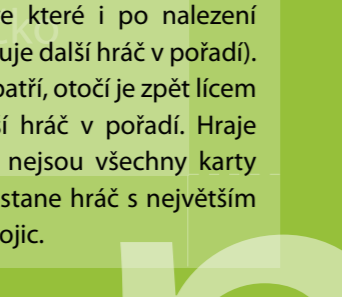 e které i po nalezení
uje další hráč v pořadí).
patří, otočí je zpět lícem
ší hráč v pořadí. Hraje
nejsou všechny karty
stane hráč s největším
ojic.